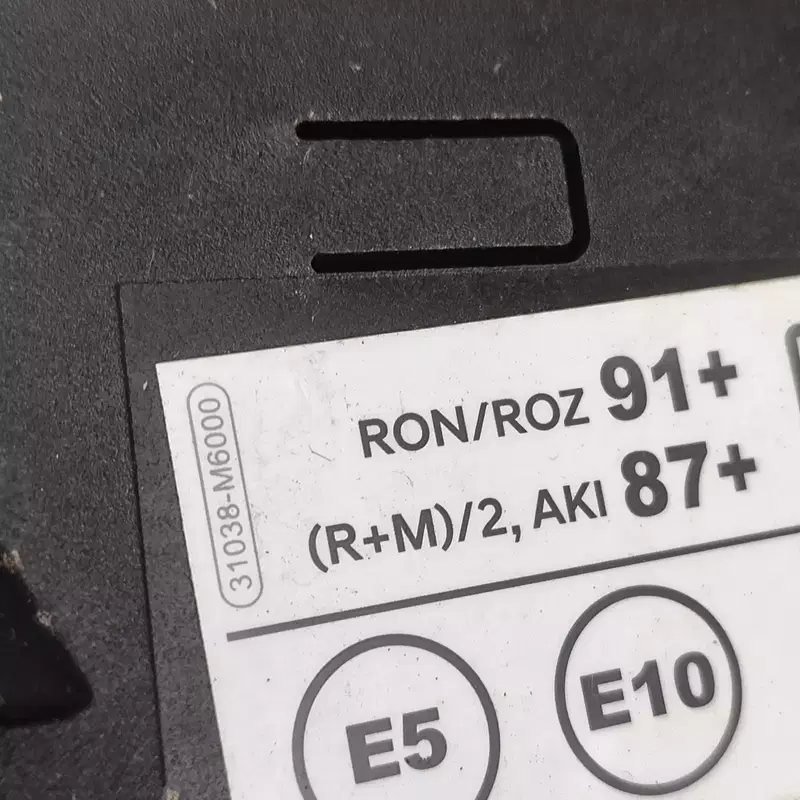 31038-M6000
RON/ROZ 91+
(R+M)/2, AKI 87+
E5
E10